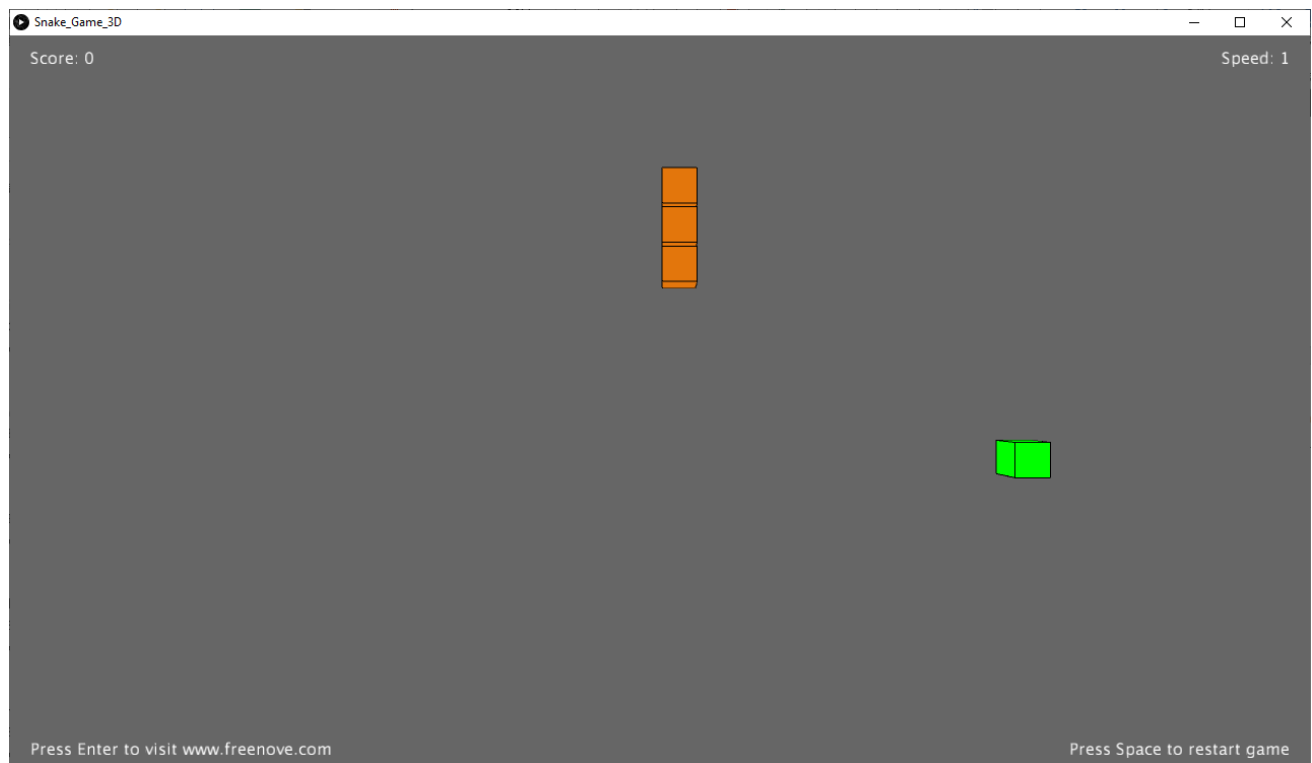 Snake_Game_3D
Score: 0
Speed: 1
Press Enter to visit www.freenove.com
Press Space to restart game